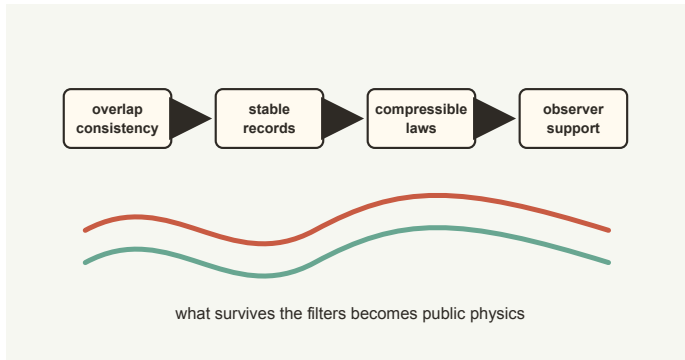 overlap
consistency
stable
records
compressible
laws
observer
support
what survives the filters becomes public physics